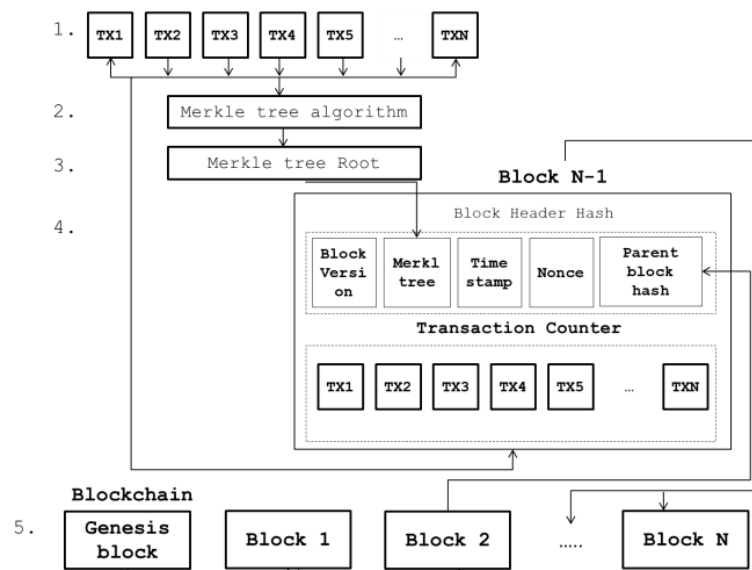 1. TX1 TX2 TX3 TX4 TX5 … TXN
2. Merkle tree algorithm
3. Merkle tree Root
Block N-1
4. Block Header Hash
Block
Versi
on
Merkl
tree
Time
stamp
Nonce
Parent
block
hash
Transaction Counter
TX1 TX2 TX3 TX4 TX5 … TXN
Blockchain
5. Genesis
block
Block 1
Block 2
.....
Block N